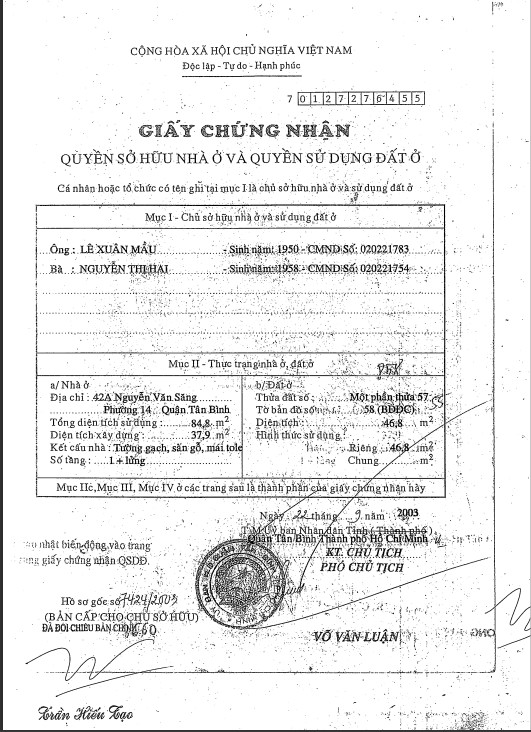 CỘNG HÒA XÃ HỘI CHỦ NGHĨA VIỆT NAM
Độc lập - Tự do - Hạnh phúc
7 0 1 2 7 2 7 6 4 5 5
GIẤY CHỨNG NHẬN
QUYỀN SỞ HỮU NHÀ Ở VÀ QUYỀN SỬ DỤNG ĐẤT Ở
Cá nhân hoặc tổ chức có tên ghi tại mục I là chủ sở hữu nhà ở và sử dụng đất ở
Mục I - Chủ sở hữu nhà ở và sử dụng đất ở
Ông : LÊ XUÂN MẬU - Sinh năm: 1950 - CMND Số: 020221783
Bà : NGUYỄN THỊ HAI - Sinh năm: 1958 - CMND Số: 020221754
Mục II - Thực trạng nhà ở, đất ở
a/ Nhà ở
Địa chỉ : 42A Nguyễn Văn Săng
Phường 14 Quận Tân Bình
Tổng diện tích sử dụng : 84,8 m2
Diện tích xây dựng : 37,9 m2
Kết cấu nhà : Tường gạch, sàn gỗ, mái tole
Số tầng : 1 + lửng
b/ Đất ở
Thửa đất số : Một phần thửa 57
Tờ bản đồ số : 58 (BĐĐC)
Diện tích : 46,8 m2
Hình thức sử dụng :
Riêng 46,8 m2
Chung m2
Mục IIc, Mục III, Mục IV ở các trang sau là thành phần của giấy chứng nhận này
Ngày 22 tháng 9 năm 2003
TM Uỷ ban Nhân dân Tỉnh (Thành phố)
Quận Tân Bình Thành phố Hồ Chí Minh
KT. CHỦ TỊCH
PHÓ CHỦ TỊCH
nhật biến động vào trang
giấy chứng nhận QSDĐ.
Hồ sơ gốc số 7424/2003
(BẢN CẤP CHO CHỦ SỞ HỮU)
ĐÃ ĐỐI CHIẾU BẢN CHÍNH
VÕ VĂN LUẬN
Trần Hiếu Tạo